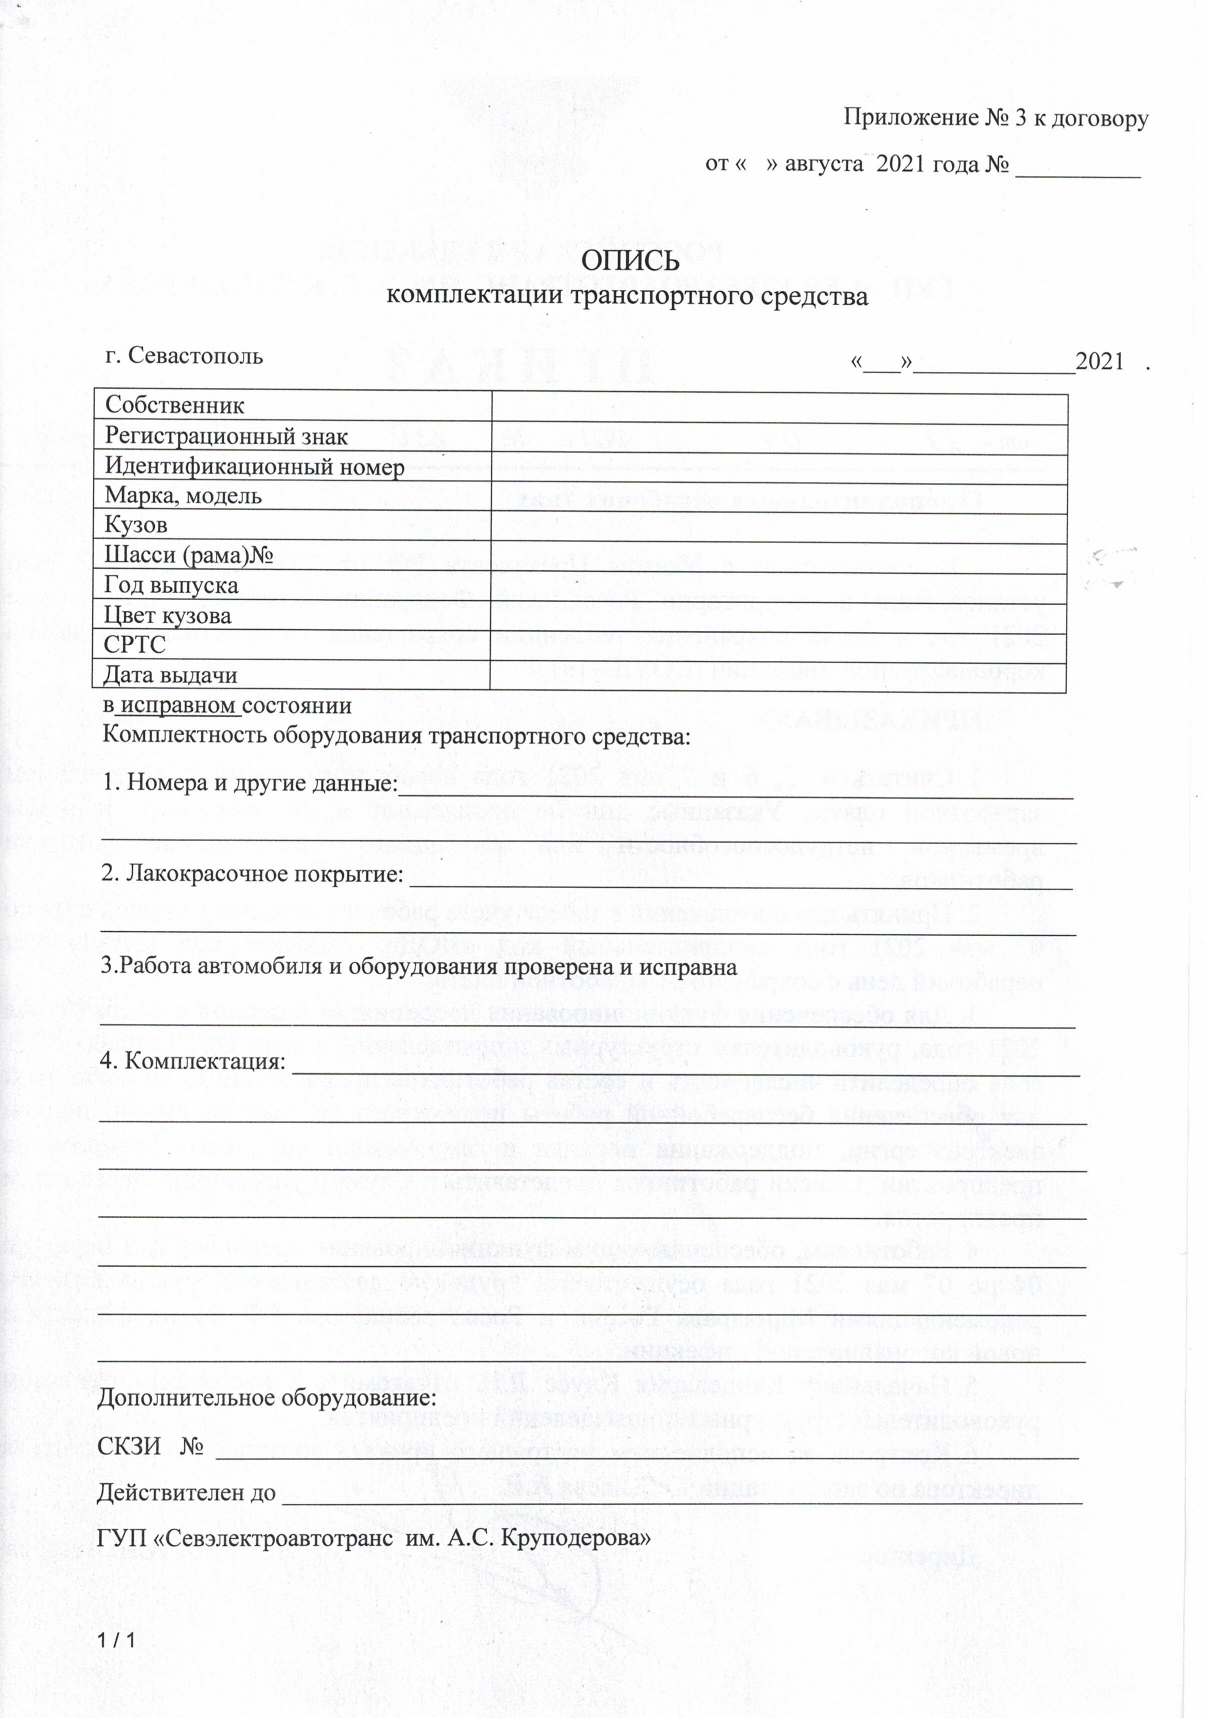 Приложение № 3 к договору
от «   » августа  2021 года № __________
ОПИСЬ
комплектации транспортного средства
г. Севастополь «___»_____________2021   .
Собственник
Регистрационный знак
Идентификационный номер
Марка, модель
Кузов
Шасси (рама)№
Год выпуска
Цвет кузова
СРТС
Дата выдачи
в исправном состоянии
Комплектность оборудования транспортного средства:
1. Номера и другие данные:
2. Лакокрасочное покрытие:
3.Работа автомобиля и оборудования проверена и исправна
4. Комплектация:
Дополнительное оборудование:
СКЗИ   №
Действителен до
ГУП «Севэлектроавтотранс  им. А.С. Круподерова»
1 / 1